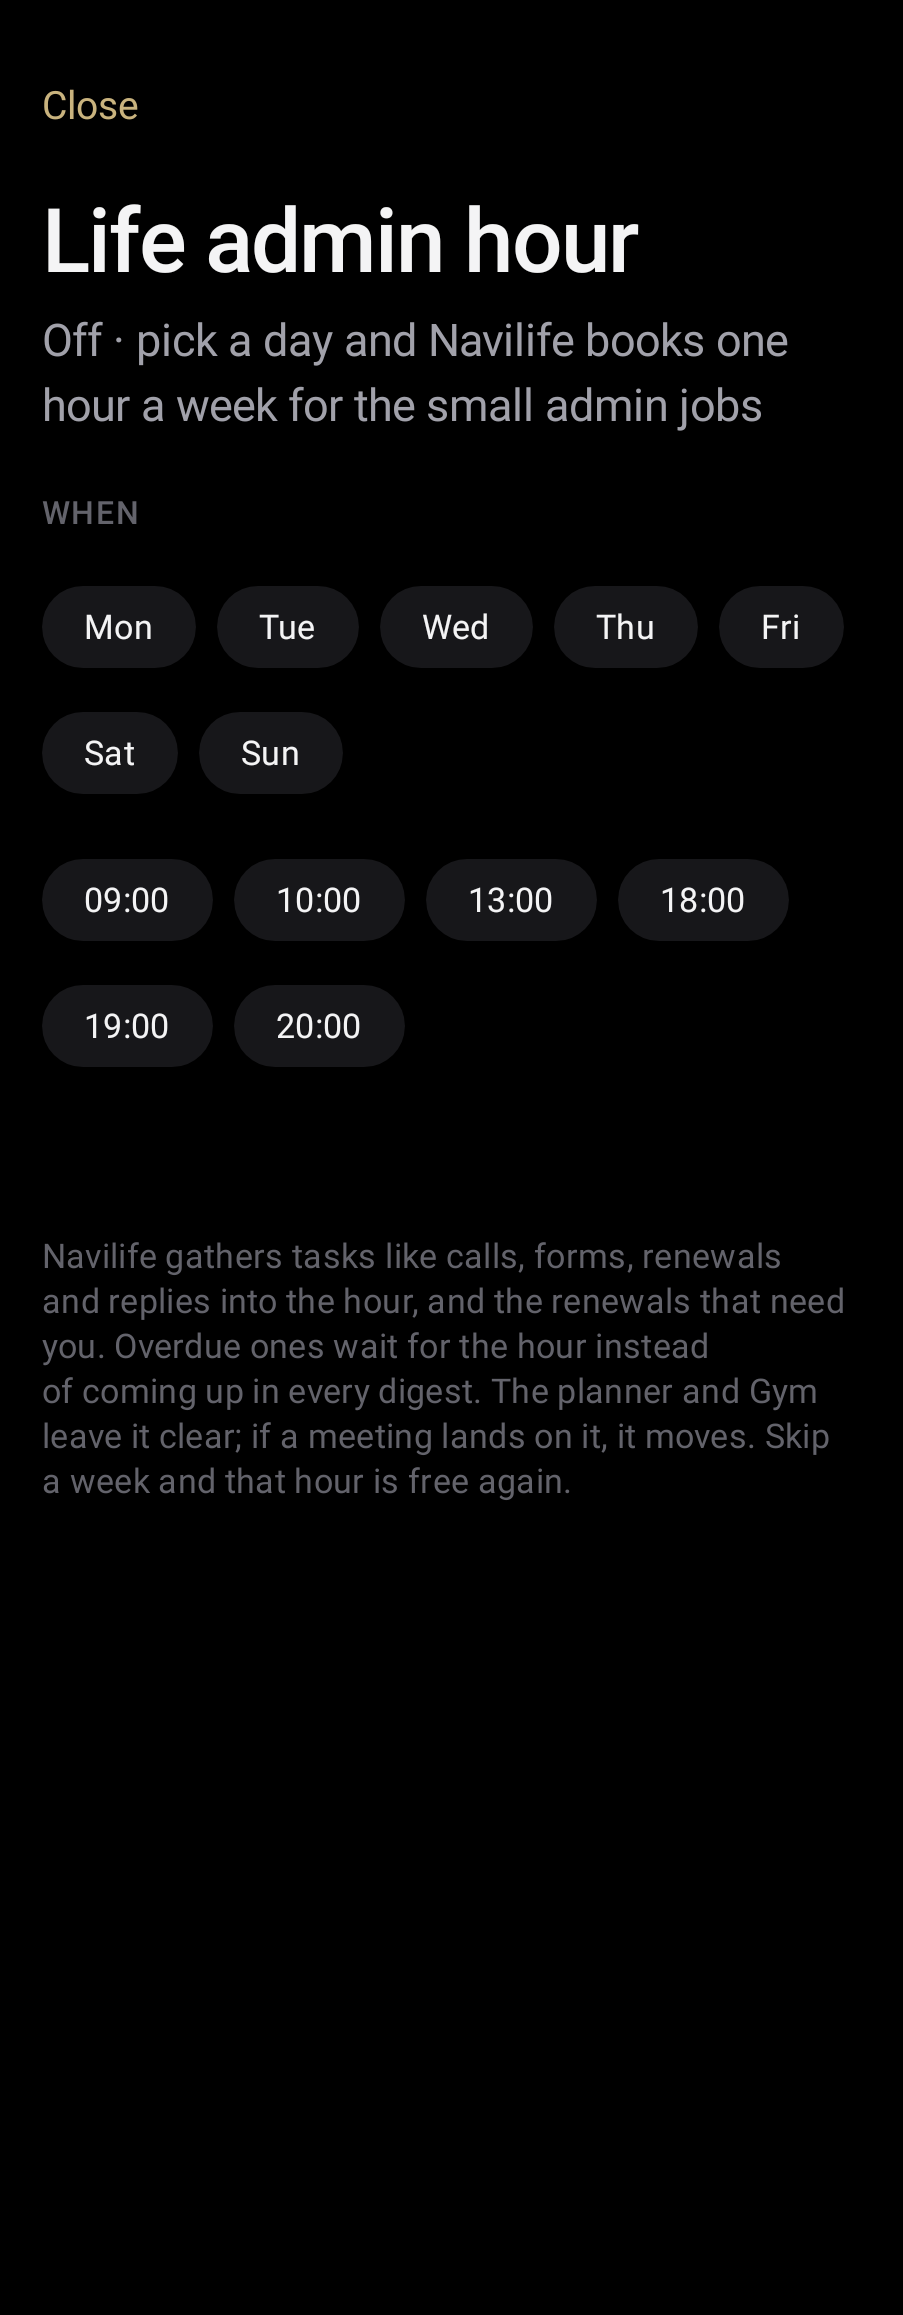 Close
Life admin hour
Off · pick a day and Navilife books one
hour a week for the small admin jobs
WHEN
Mon Tue Wed Thu Fri
Sat Sun
09:00 10:00 13:00 18:00
19:00 20:00
Navilife gathers tasks like calls, forms, renewals
and replies into the hour, and the renewals that need
you. Overdue ones wait for the hour instead
of coming up in every digest. The planner and Gym
leave it clear; if a meeting lands on it, it moves. Skip
a week and that hour is free again.